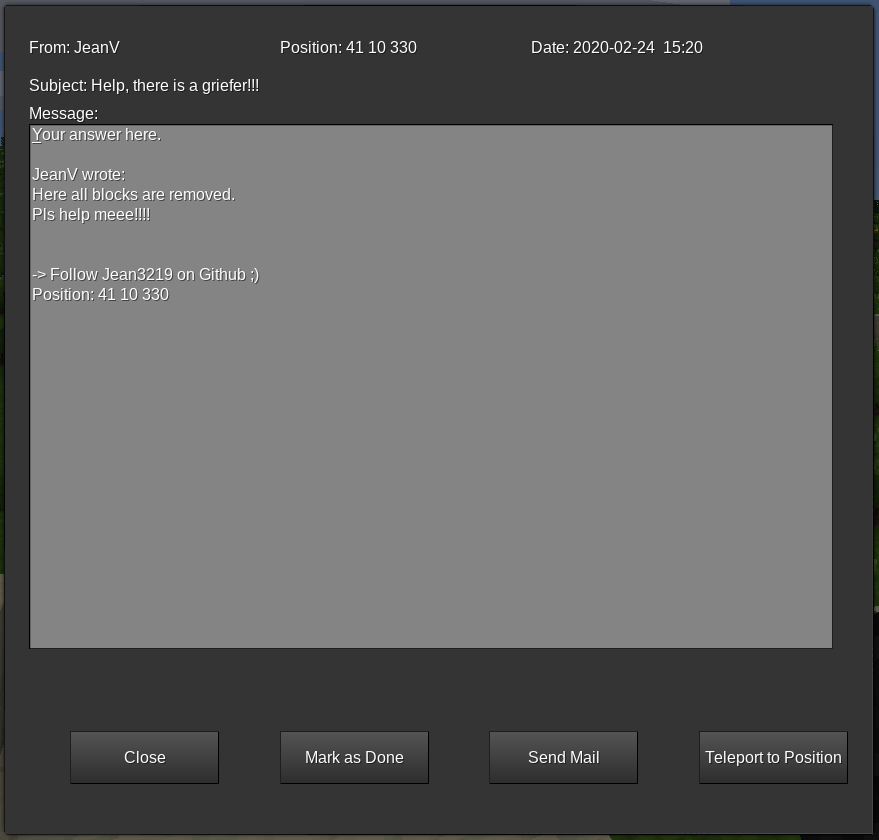 From: JeanV Position: 41 10 330 Date: 2020-02-24  15:20
Subject: Help, there is a griefer!!!
Message:
Your answer here.
JeanV wrote:
Here all blocks are removed.
Pls help meee!!!!
-> Follow Jean3219 on Github ;)
Position: 41 10 330
Close Mark as Done Send Mail Teleport to Position